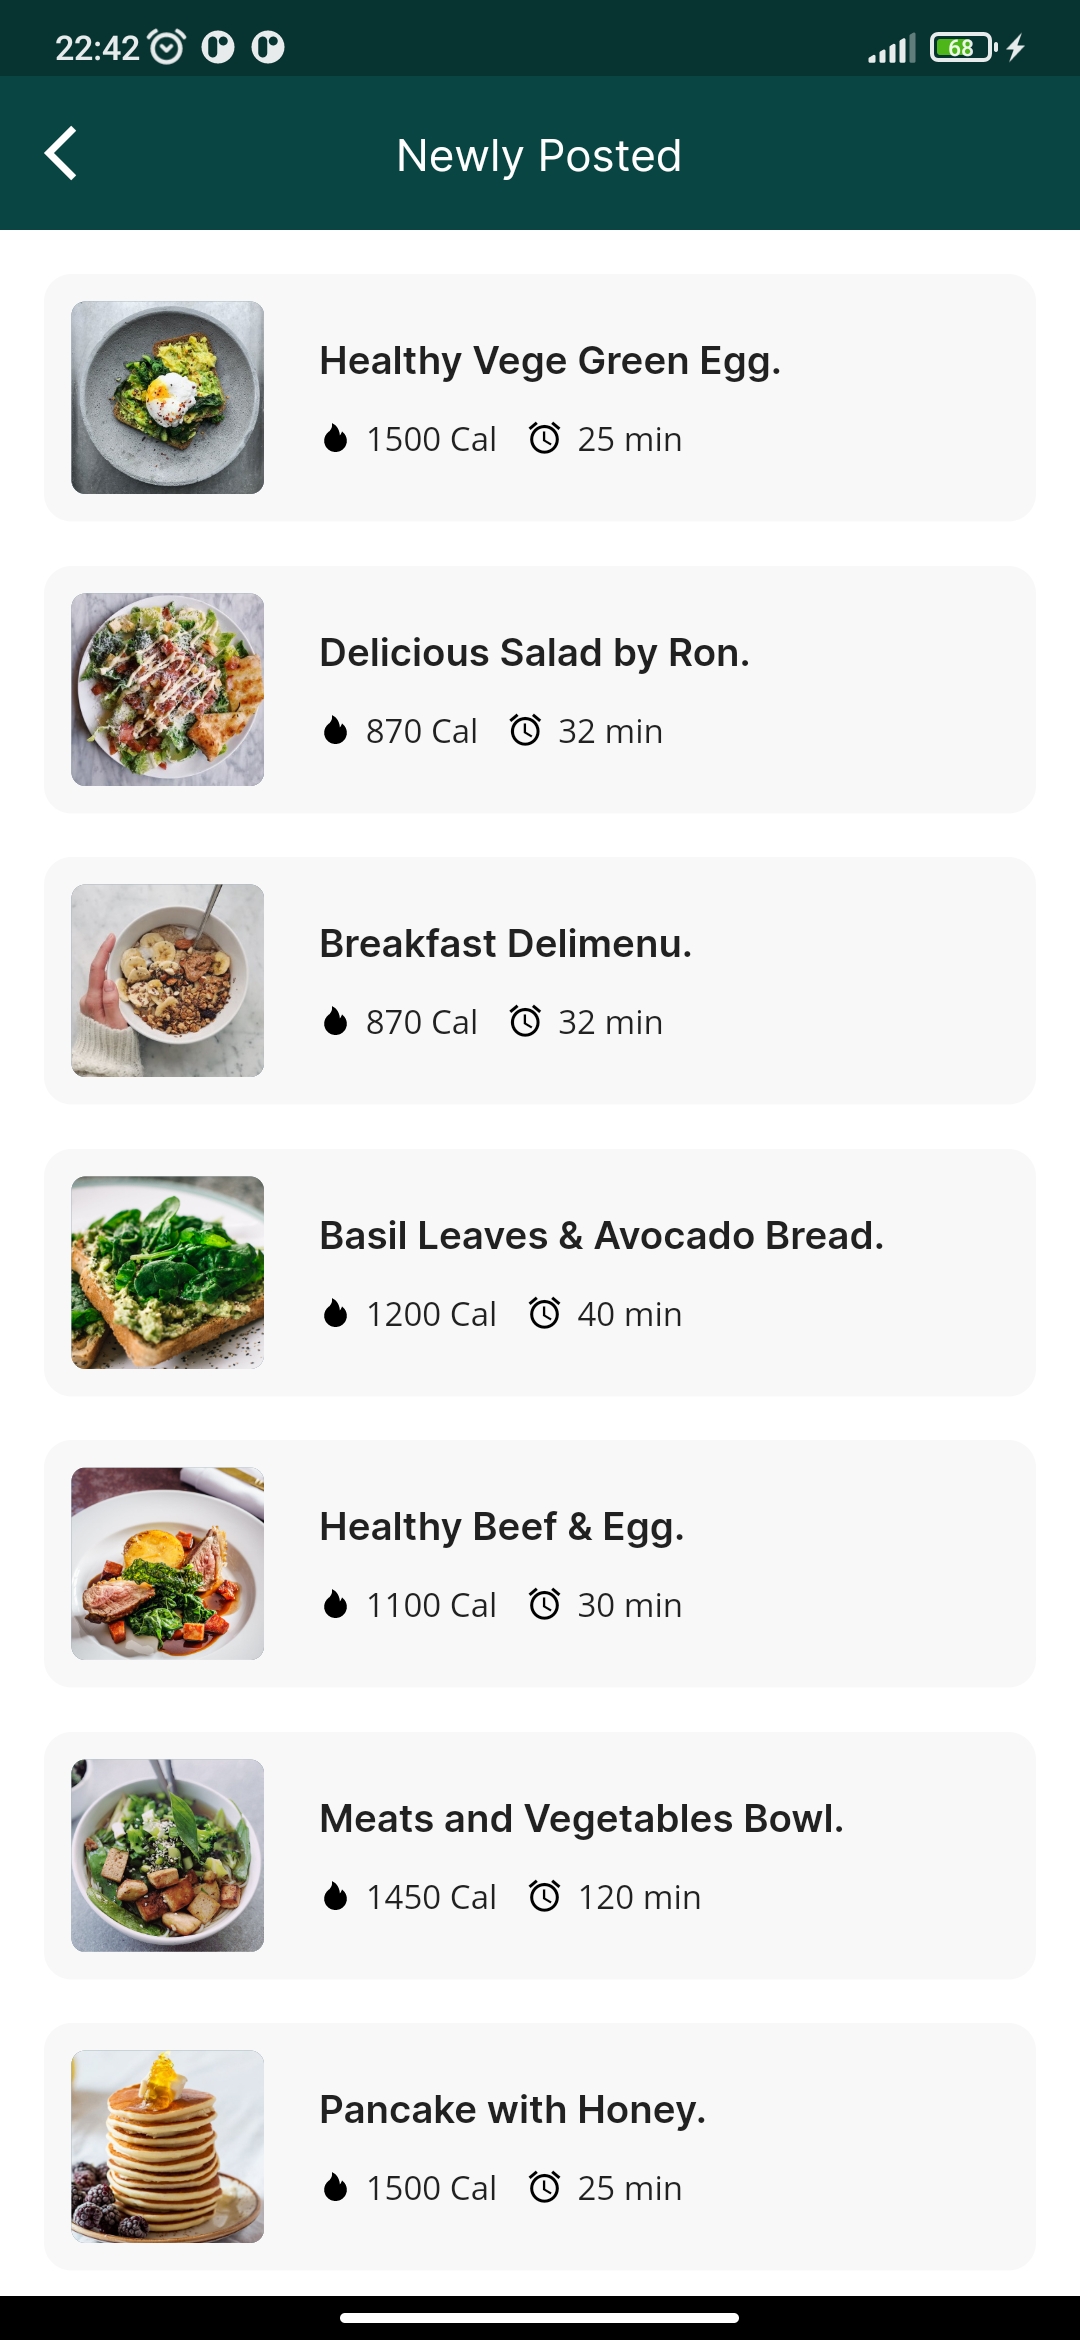 22:42
68
Newly Posted
Healthy Vege Green Egg.
1500 Cal 25 min
Delicious Salad by Ron.
870 Cal 32 min
Breakfast Delimenu.
870 Cal 32 min
Basil Leaves & Avocado Bread.
1200 Cal 40 min
Healthy Beef & Egg.
1100 Cal 30 min
Meats and Vegetables Bowl.
1450 Cal 120 min
Pancake with Honey.
1500 Cal 25 min